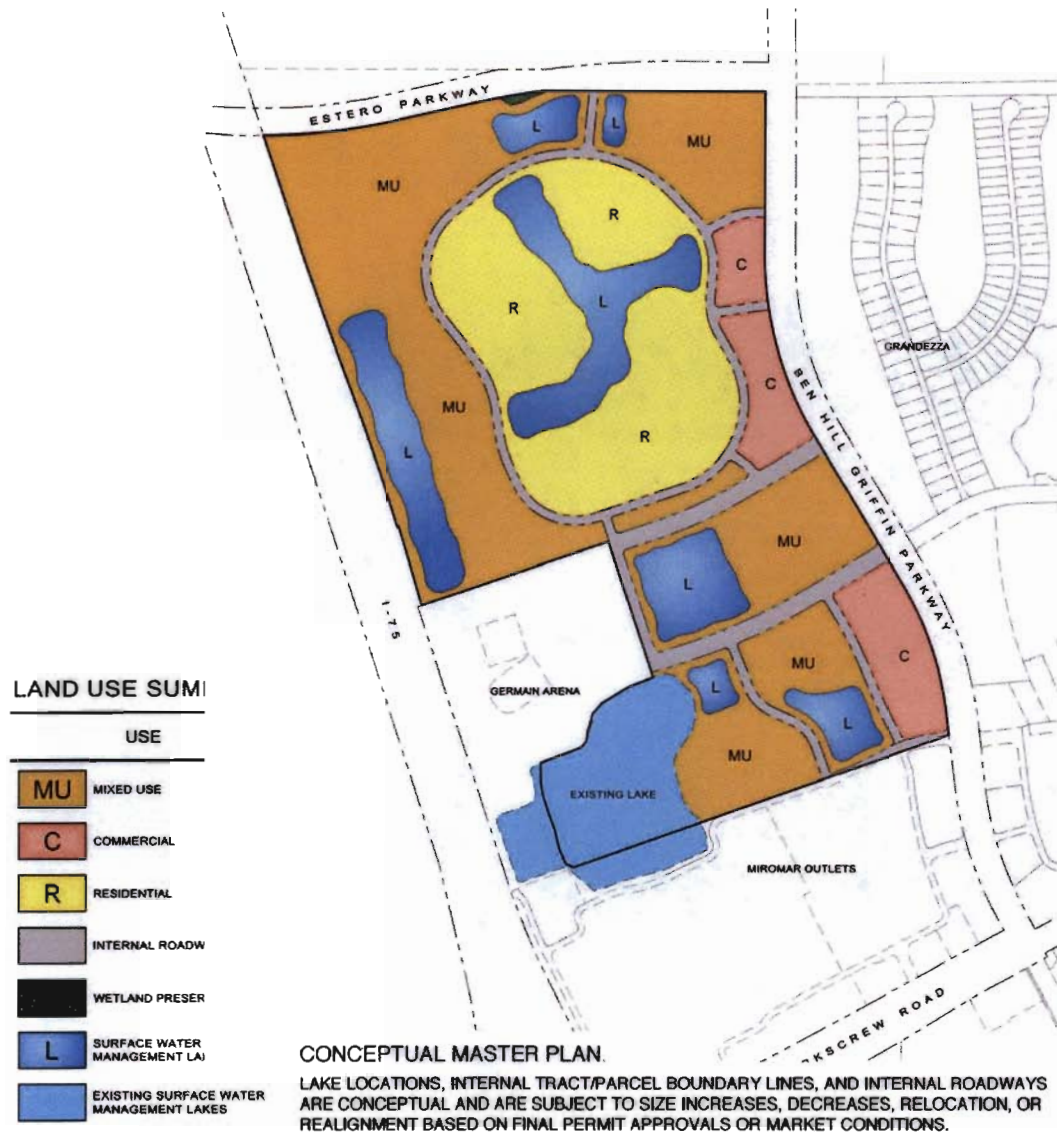 ESTERO PARKWAY
L
L
MU
MU
R
C
L
R
GRANDEZZA
C
BEN HILL GRIFFIN PARKWAY
MU
L
R
MU
L
I-75
MU
C
GERMAIN ARENA
L
L
MU
EXISTING LAKE
MIROMAR OUTLETS
RKSCREW ROAD
LAND USE SUM
USE
MU MIXED USE
C COMMERCIAL
R RESIDENTIAL
INTERNAL ROADW
WETLAND PRESER
L SURFACE WATER
MANAGEMENT LA
EXISTING SURFACE WATER
MANAGEMENT LAKES
CONCEPTUAL MASTER PLAN.
LAKE LOCATIONS, INTERNAL TRACT/PARCEL BOUNDARY LINES, AND INTERNAL ROADWAYS
ARE CONCEPTUAL AND ARE SUBJECT TO SIZE INCREASES, DECREASES, RELOCATION, OR
REALIGNMENT BASED ON FINAL PERMIT APPROVALS OR MARKET CONDITIONS.